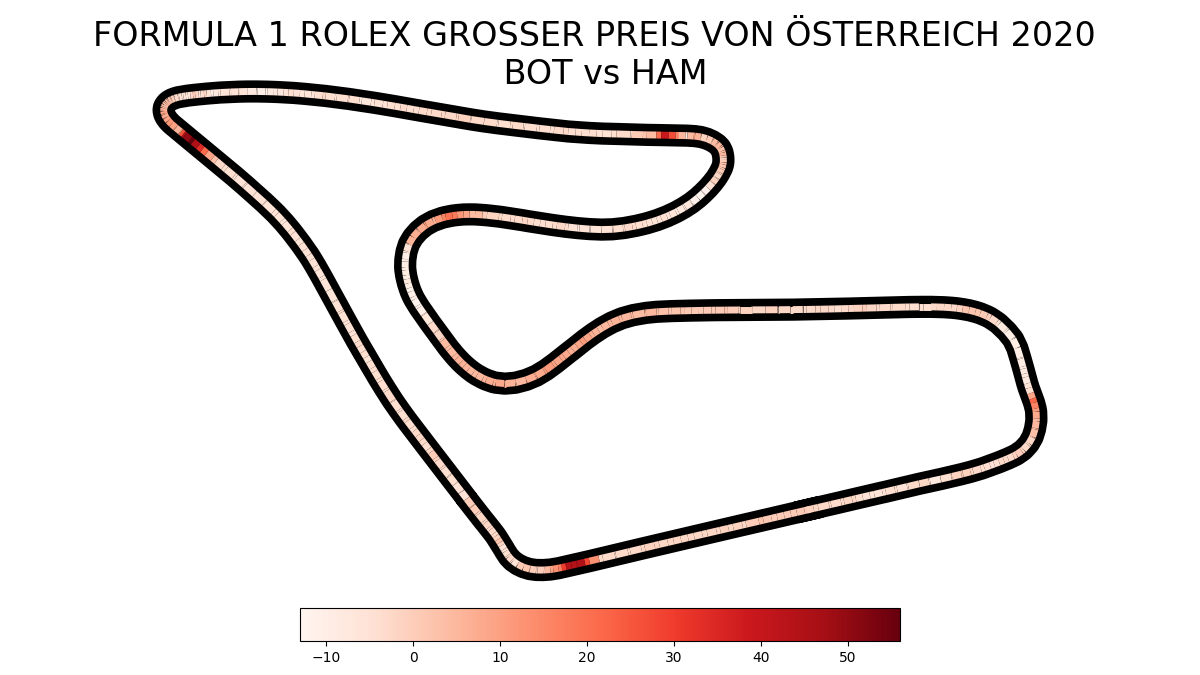 FORMULA 1 ROLEX GROSSER PREIS VON ÖSTERREICH 2020
BOT vs HAM
−10 0 10 20 30 40 50